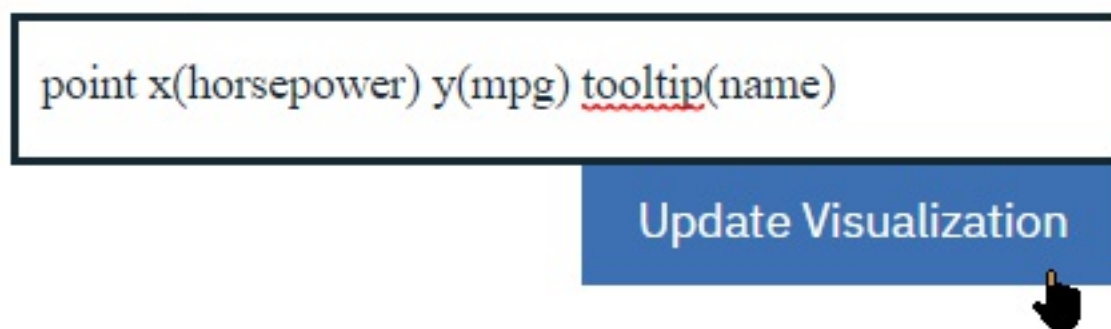 point x(horsepower) y(mpg) tooltip(name)
Update Visualization